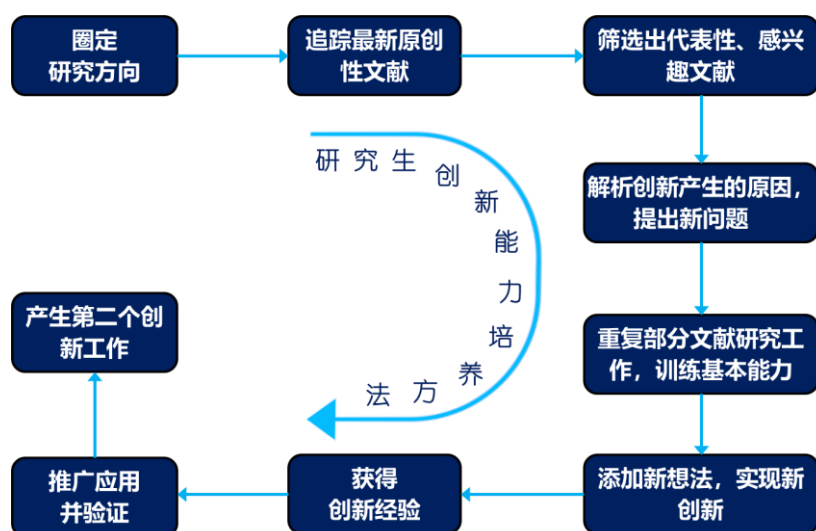 圈定
研究方向
追踪最新原创
性文献
筛选出代表性、感兴
趣文献
解析创新产生的原因，
提出新问题
重复部分文献研究工
作，训练基本能力
添加新想法，实现新
创新
获得
创新经验
推广应用
并验证
产生第二个创
新工作
研究生创新能力培养方法